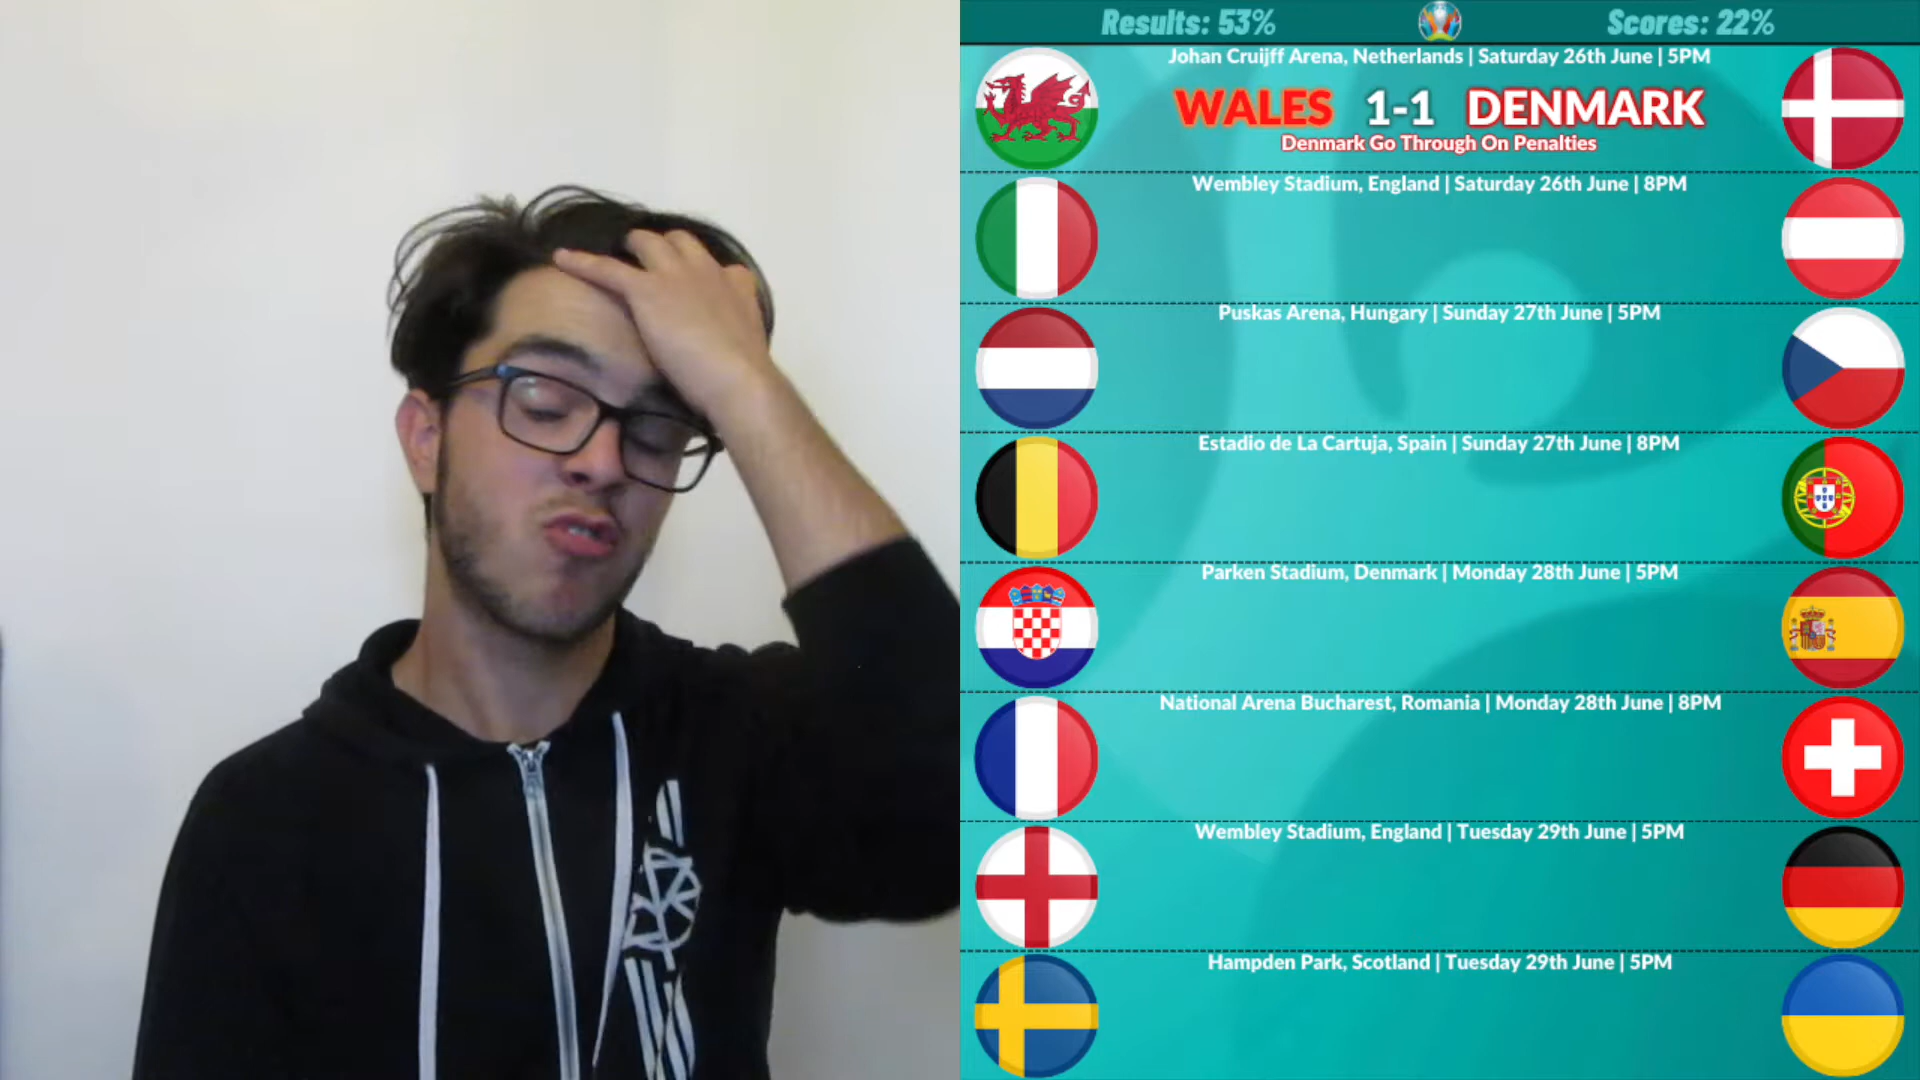 Results: 53% Scores: 22%
Johan Cruijff Arena, Netherlands | Saturday 26th June | 5PM
WALES 1-1 DENMARK
Denmark Go Through On Penalties
Wembley Stadium, England | Saturday 26th June | 8PM
Puskas Arena, Hungary | Sunday 27th June | 5PM
Estadio de La Cartuja, Spain | Sunday 27th June | 8PM
Parken Stadium, Denmark | Monday 28th June | 5PM
National Arena Bucharest, Romania | Monday 28th June | 8PM
Wembley Stadium, England | Tuesday 29th June | 5PM
Hampden Park, Scotland | Tuesday 29th June | 5PM